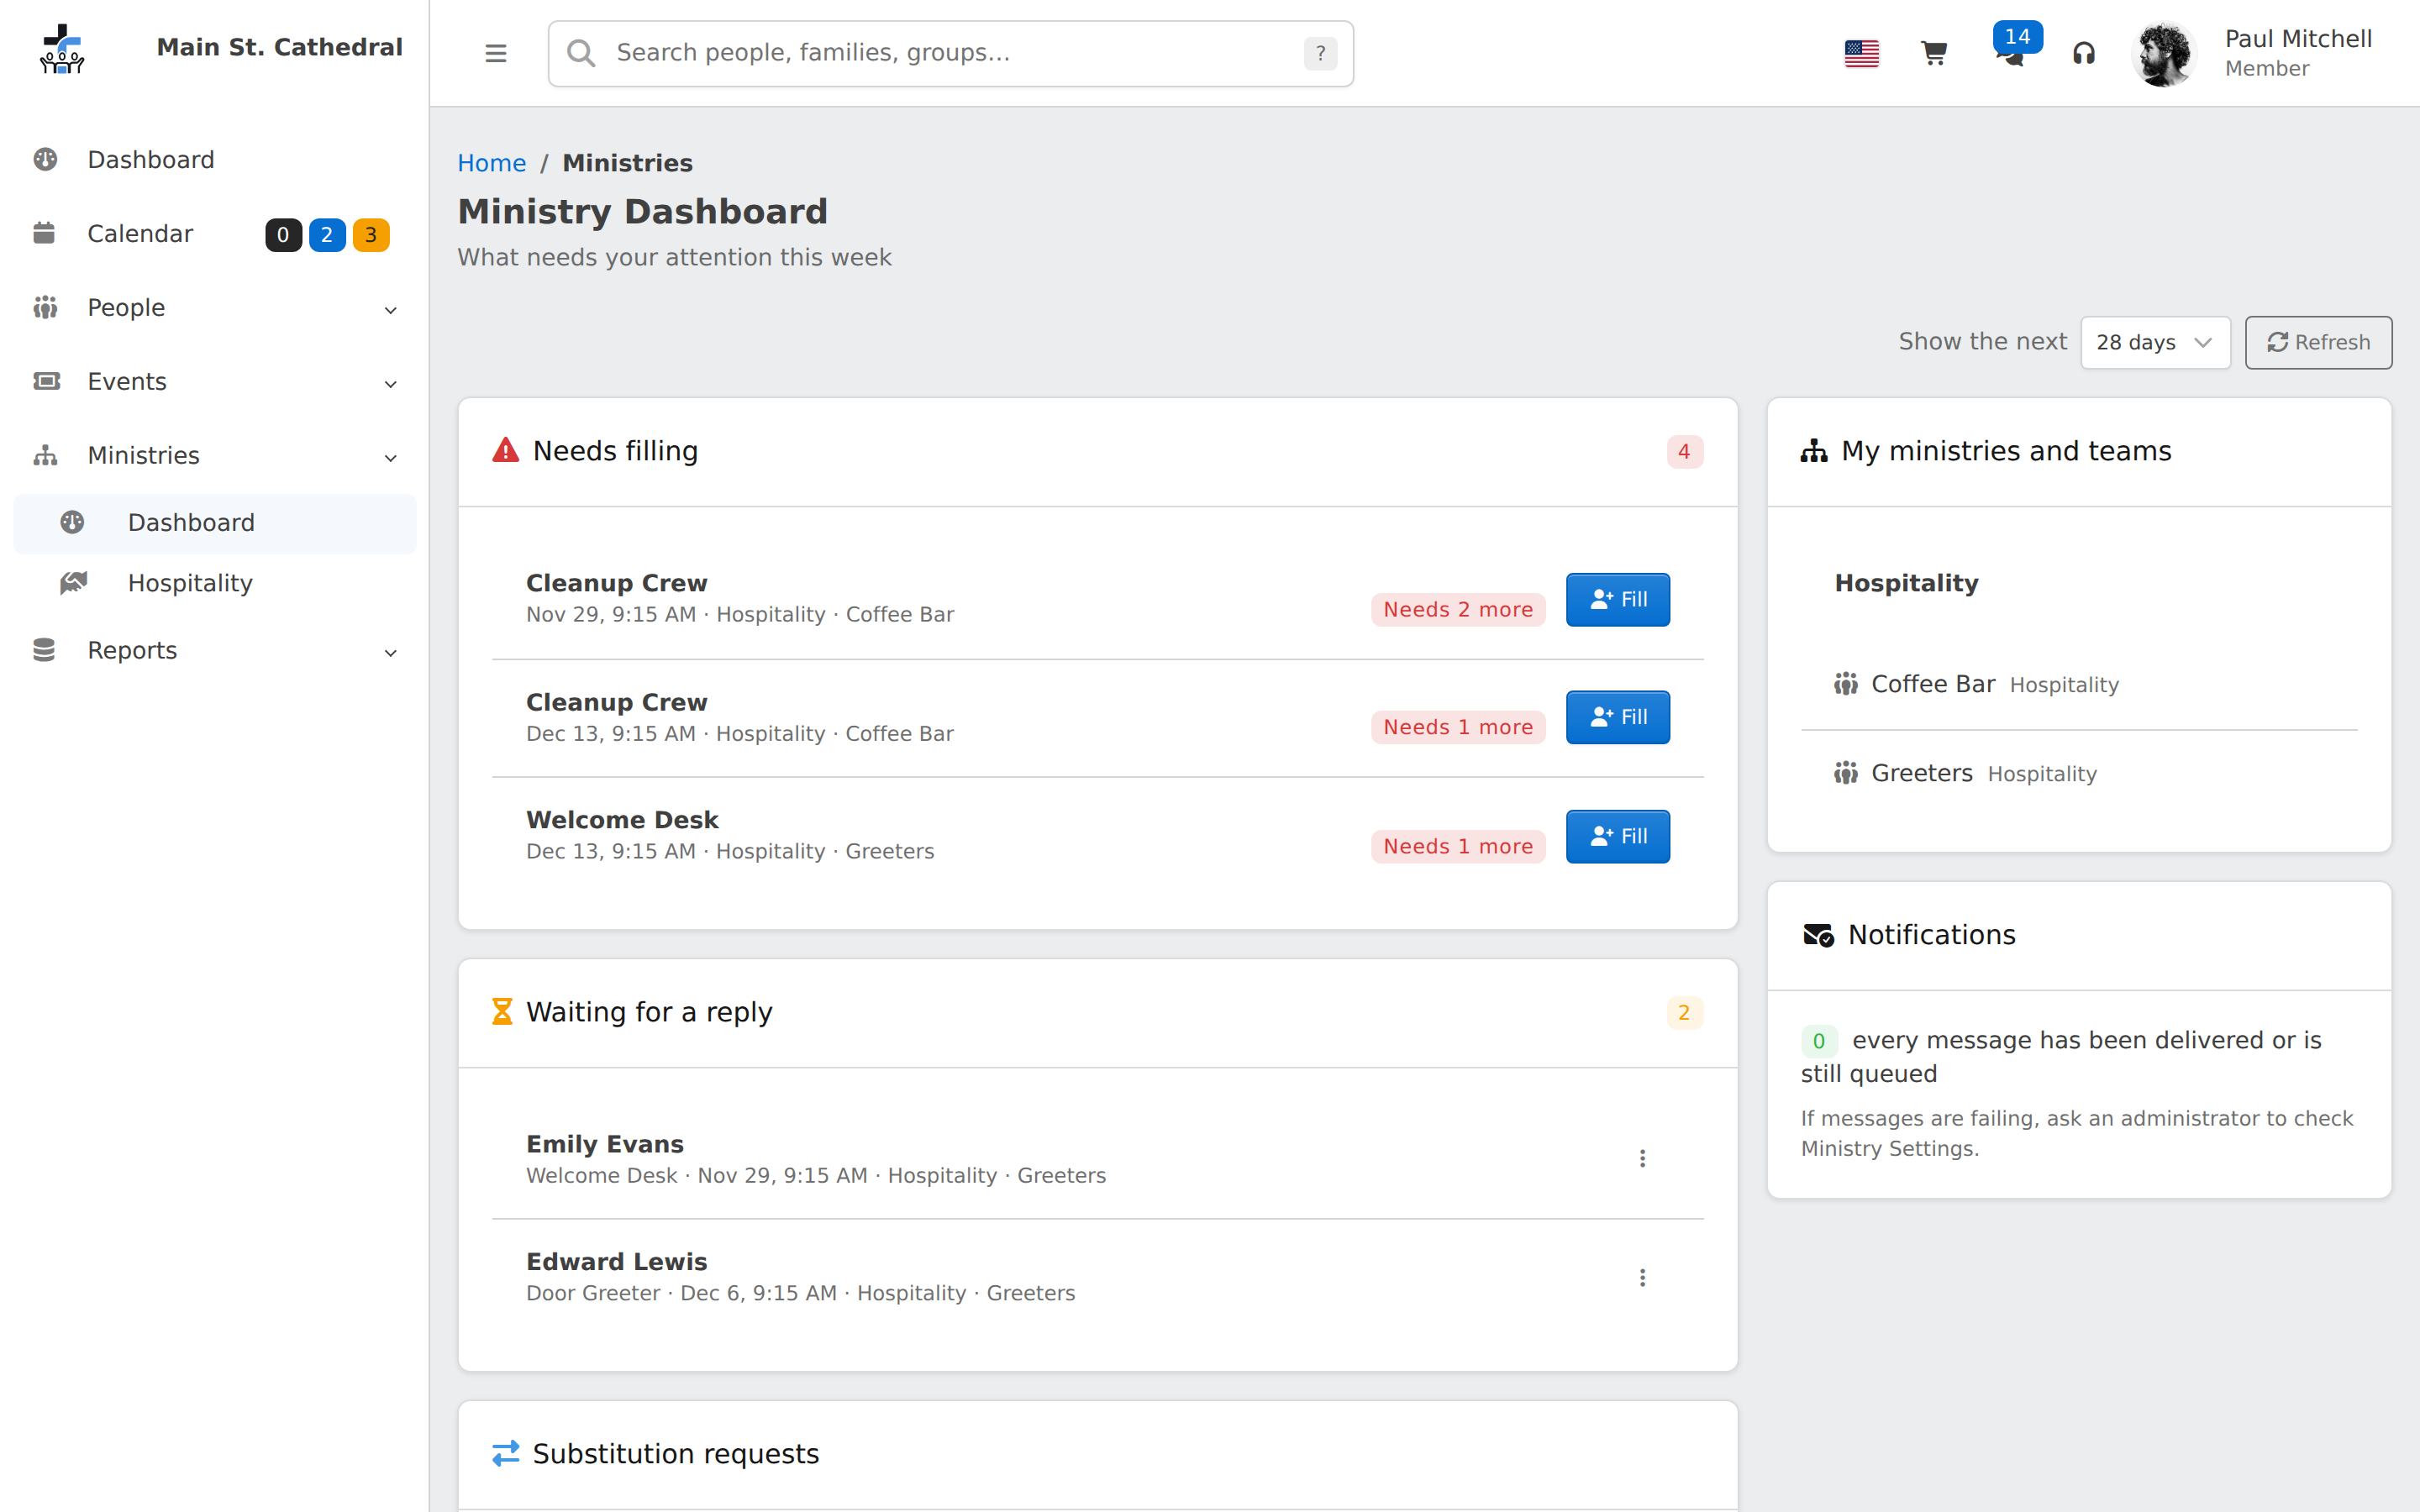 Main St. Cathedral
Search people, families, groups...
?
14
Paul Mitchell
Member
Dashboard
Calendar 0 2 3
People
Events
Ministries
Dashboard
Hospitality
Reports
Home / Ministries
Ministry Dashboard
What needs your attention this week
Show the next 28 days Refresh
Needs filling 4
Cleanup Crew
Nov 29, 9:15 AM · Hospitality · Coffee Bar
Needs 2 more Fill
Cleanup Crew
Dec 13, 9:15 AM · Hospitality · Coffee Bar
Needs 1 more Fill
Welcome Desk
Dec 13, 9:15 AM · Hospitality · Greeters
Needs 1 more Fill
Waiting for a reply 2
Emily Evans
Welcome Desk · Nov 29, 9:15 AM · Hospitality · Greeters
Edward Lewis
Door Greeter · Dec 6, 9:15 AM · Hospitality · Greeters
Substitution requests
My ministries and teams
Hospitality
Coffee Bar Hospitality
Greeters Hospitality
Notifications
0 every message has been delivered or is
still queued
If messages are failing, ask an administrator to check
Ministry Settings.